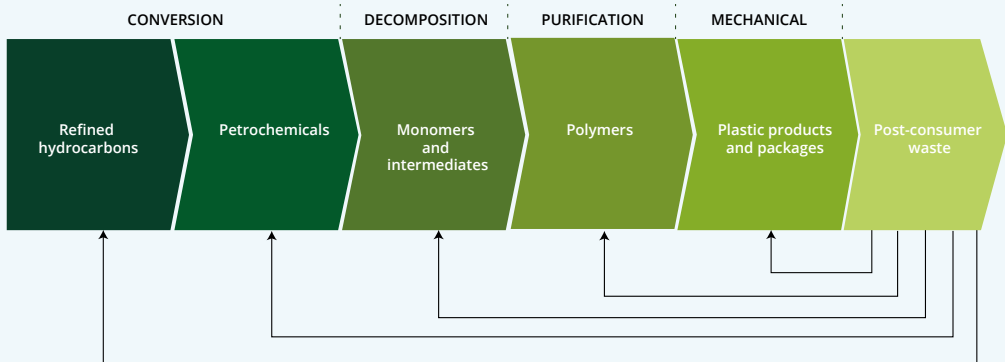 CONVERSION
DECOMPOSITION
PURIFICATION
MECHANICAL
Refined
hydrocarbons
Petrochemicals
Monomers
and
intermediates
Polymers
Plastic products
and packages
Post-consumer
waste